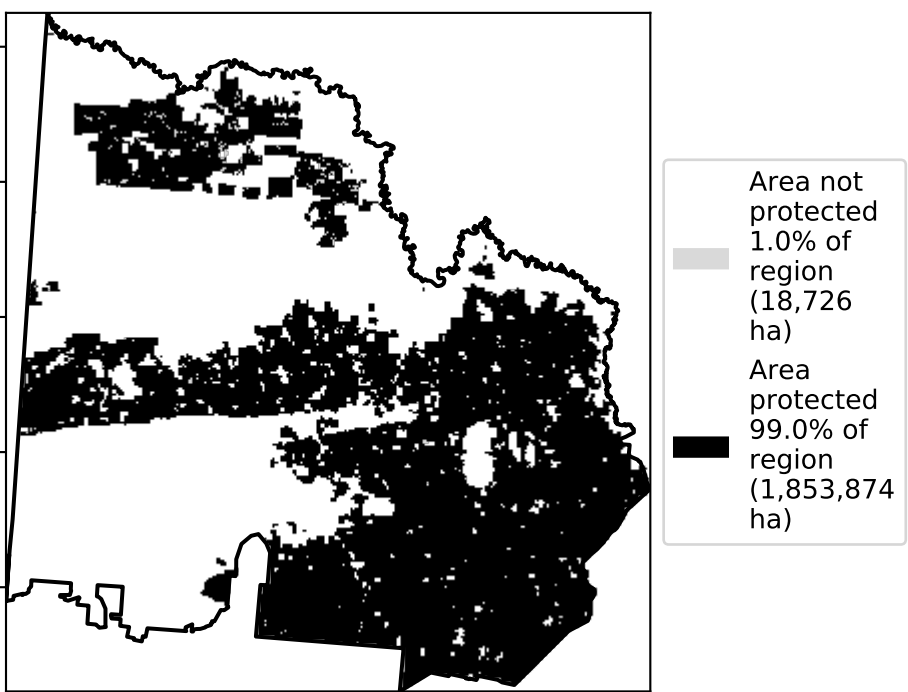 Area not
protected
1.0% of
region
(18,726
ha)
Area
protected
99.0% of
region
(1,853,874
ha)